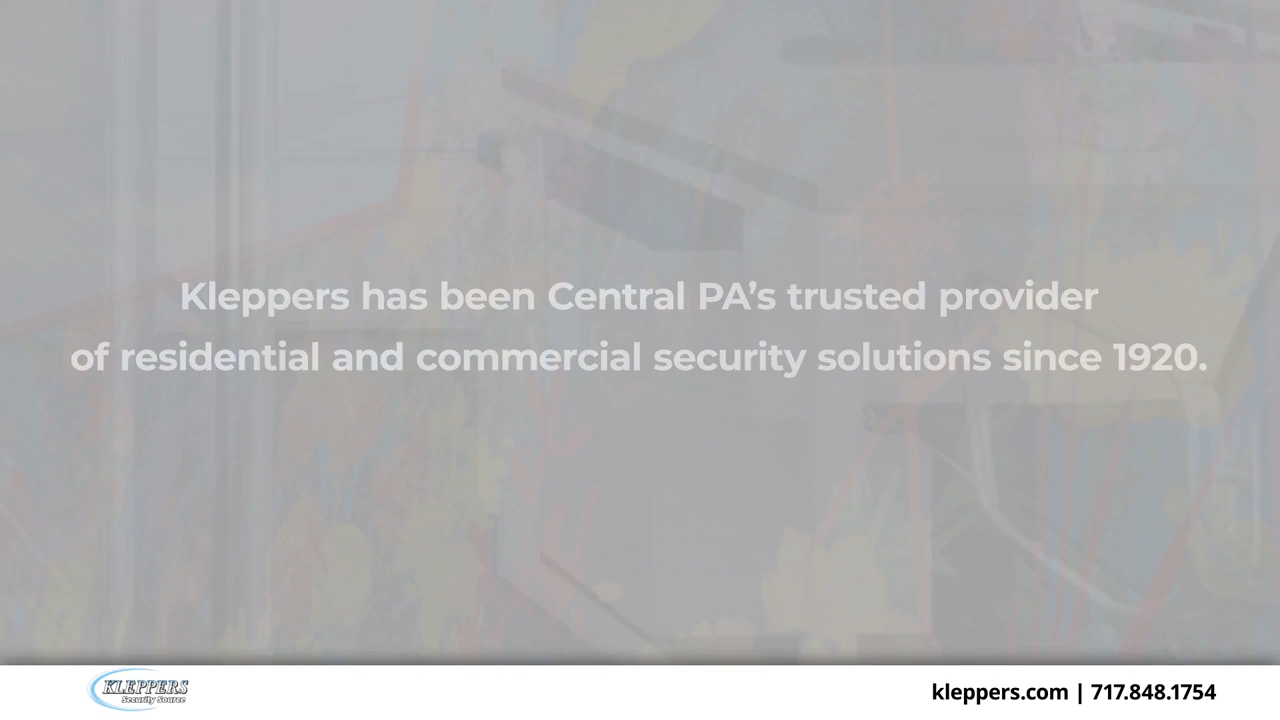 Kleppers has been Central PA’s trusted provider
of residential and commercial security solutions since 1920.
KLEPPERS
Security Source
kleppers.com | 717.848.1754